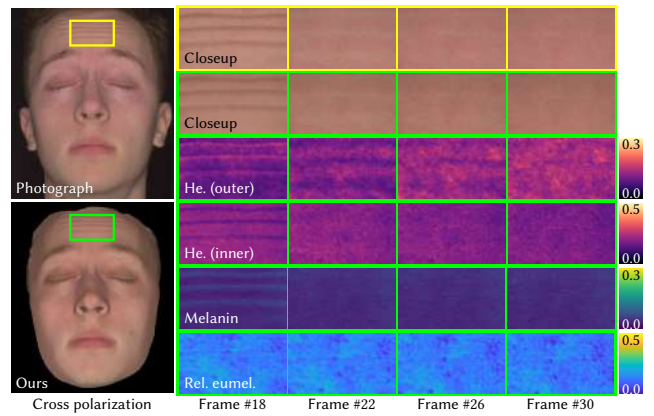 Photograph
Closeup
Closeup
He. (outer)
0.3
0.0
He. (inner)
0.5
0.0
Melanin
0.3
0.0
Rel. eumel.
0.5
0.0
Ours
Cross polarization
Frame #18
Frame #22
Frame #26
Frame #30